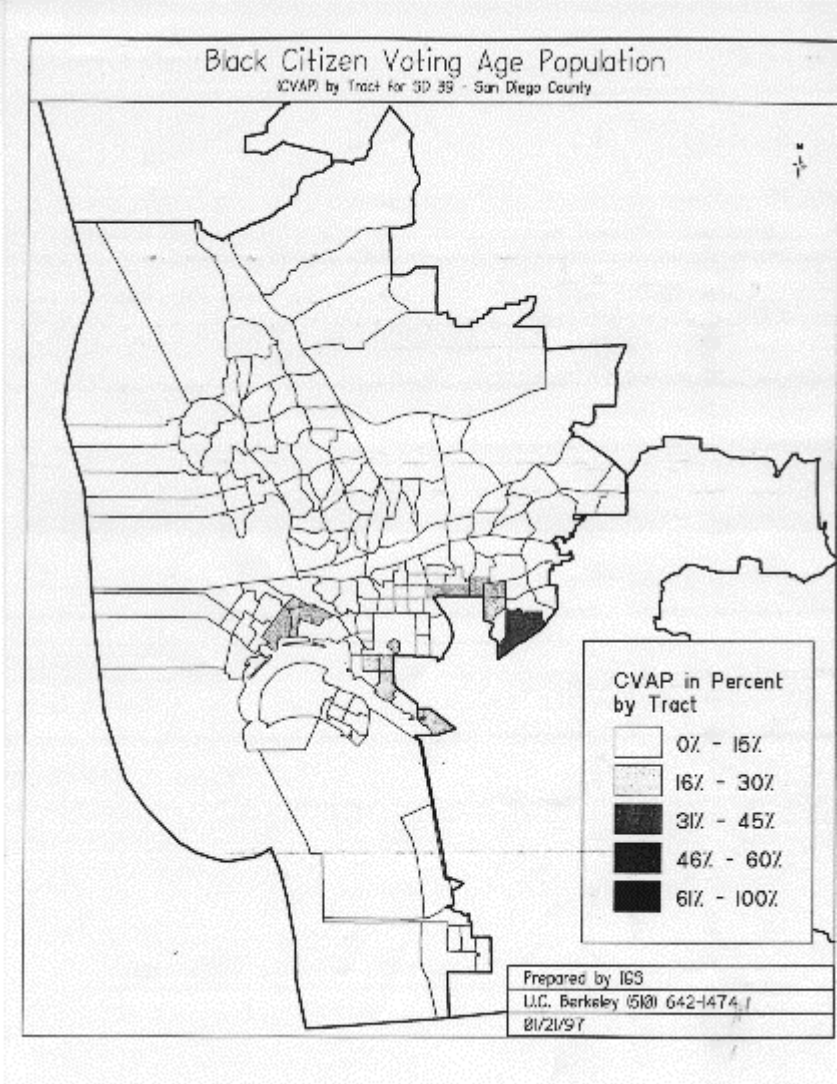 Black Citizen Voting Age Population
(CVAP) by Tract for SD 39 - San Diego County
N
CVAP in Percent
by Tract
0% - 15%
16% - 30%
31% - 45%
46% - 60%
61% - 100%
Prepared by IGS
U.C. Berkeley (510) 642-1474
01/21/97